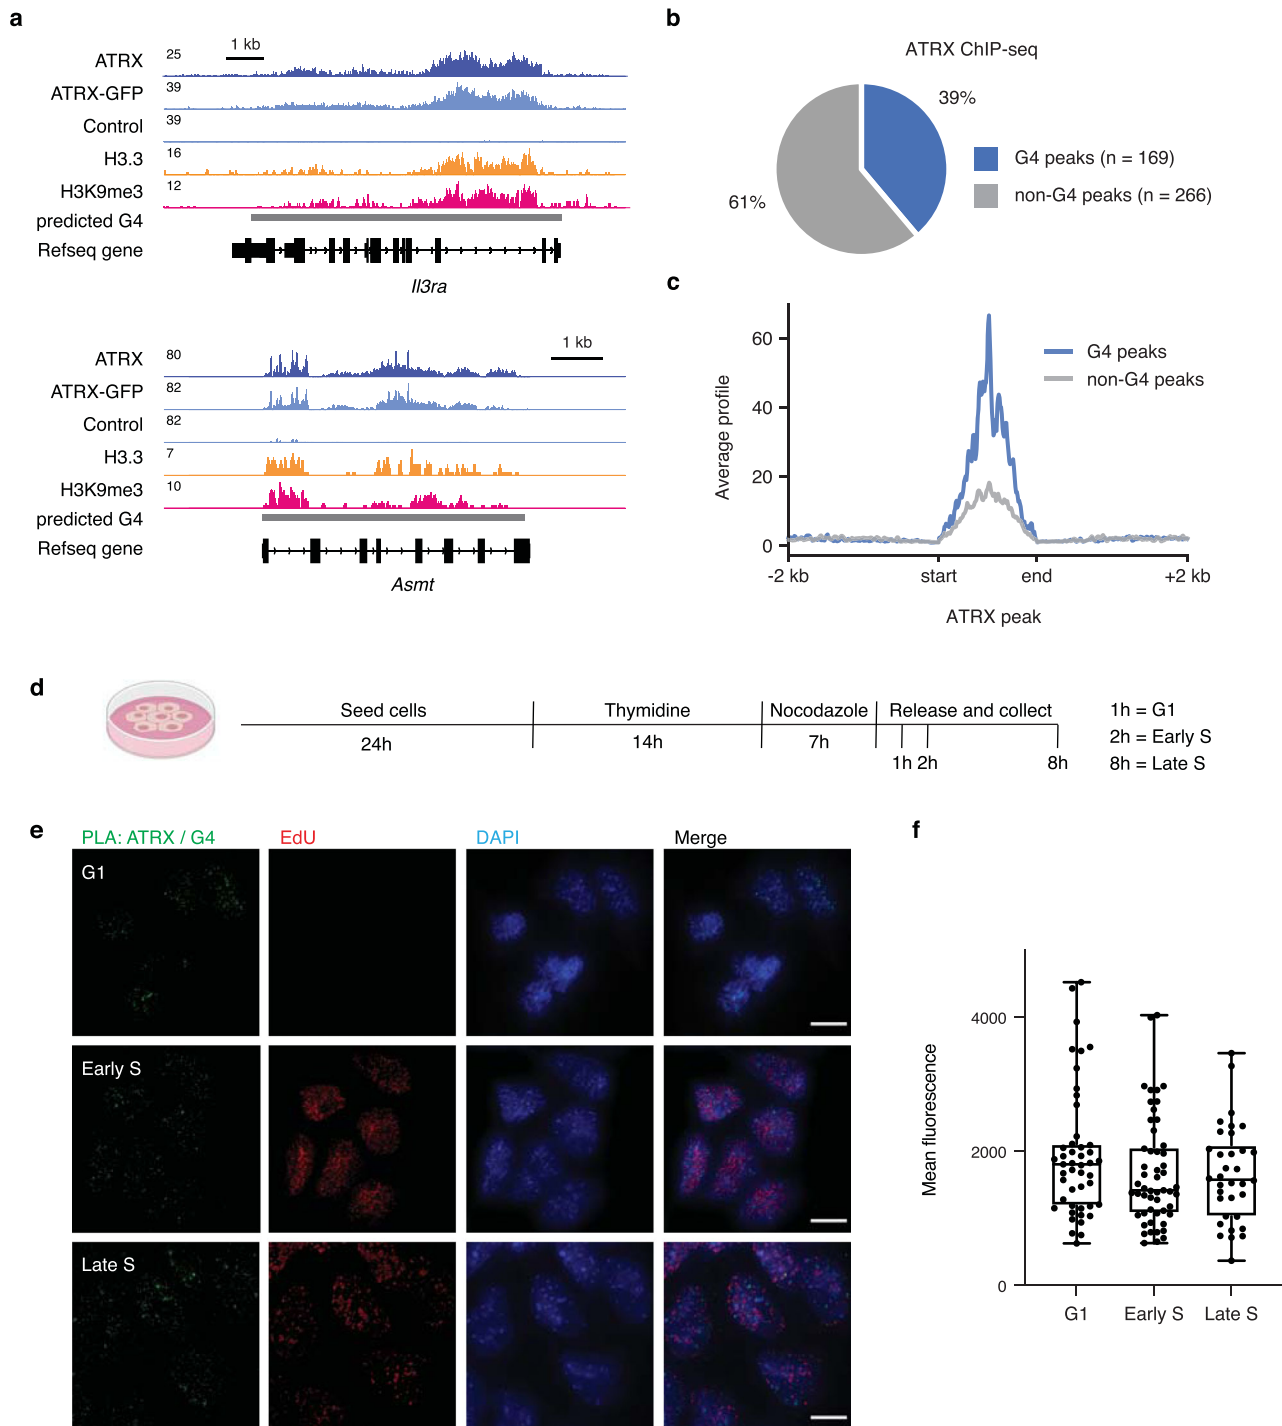 a
1 kb
ATRX 25
ATRX-GFP 39
Control 39
H3.3 16
H3K9me3 12
predicted G4
Refseq gene
Il3ra
1 kb
ATRX 80
ATRX-GFP 82
Control 82
H3.3 7
H3K9me3 10
predicted G4
Refseq gene
Asmt
b
ATRX ChIP-seq
39%
61%
G4 peaks (n = 169)
non-G4 peaks (n = 266)
c
Average profile
60
40
20
0
G4 peaks
non-G4 peaks
-2 kb start end +2 kb
ATRX peak
d
Seed cells Thymidine Nocodazole Release and collect
24h 14h 7h
1h 2h 8h
1h = G1
2h = Early S
8h = Late S
e
PLA: ATRX / G4 EdU DAPI Merge
G1
Early S
Late S
f
Mean fluorescence
4000
2000
0
G1 Early S Late S